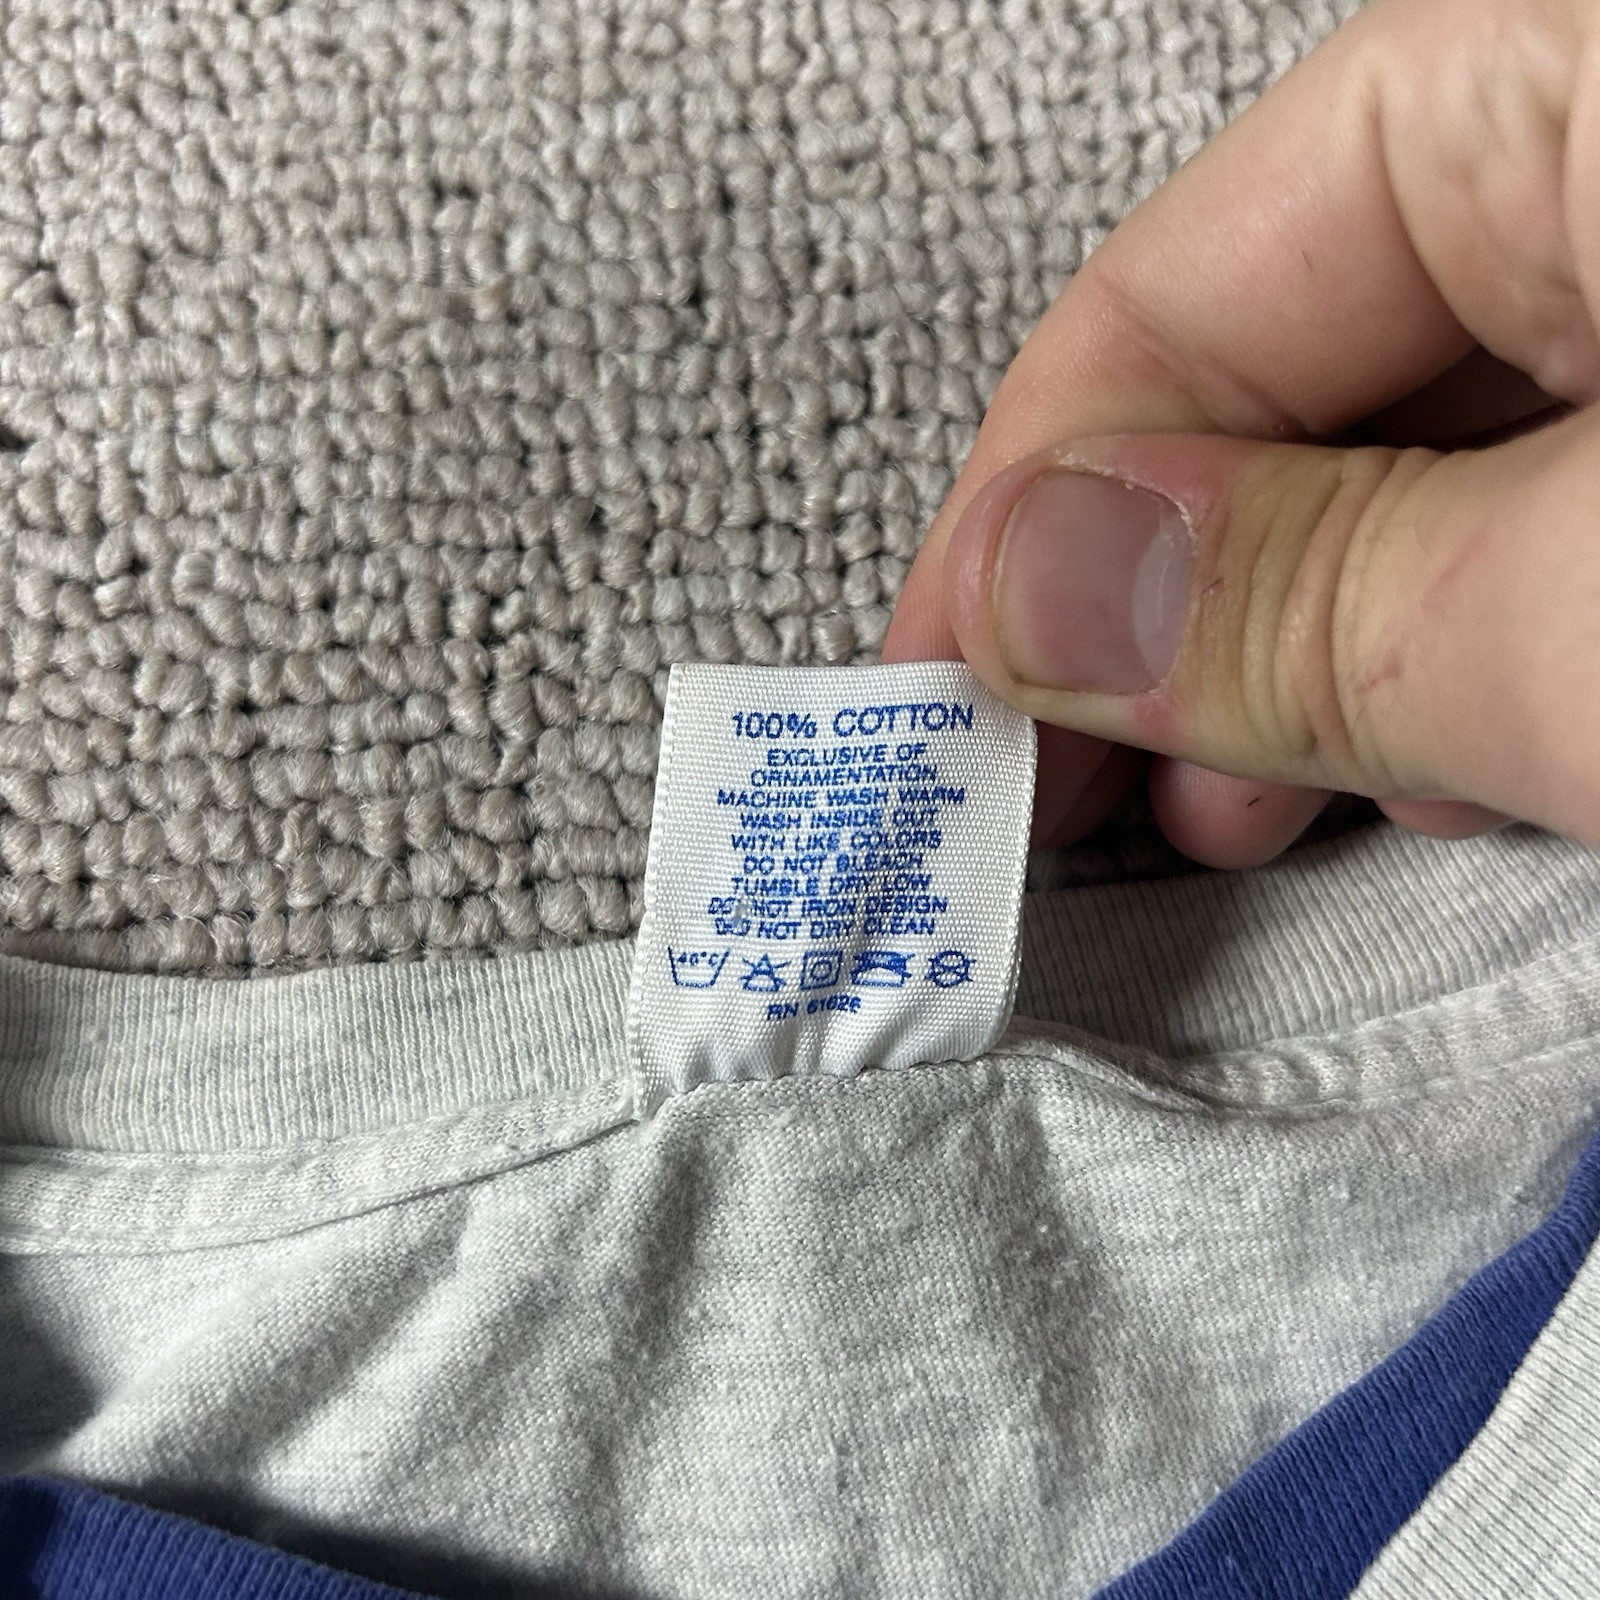 100% COTTON
EXCLUSIVE OF
ORNAMENTATION
MACHINE WASH WARM
WASH INSIDE OUT
WITH LIKE COLORS
DO NOT BLEACH
TUMBLE DRY LOW
DO NOT IRON DESIGN
DO NOT DRY CLEAN
40°C
RN 61626